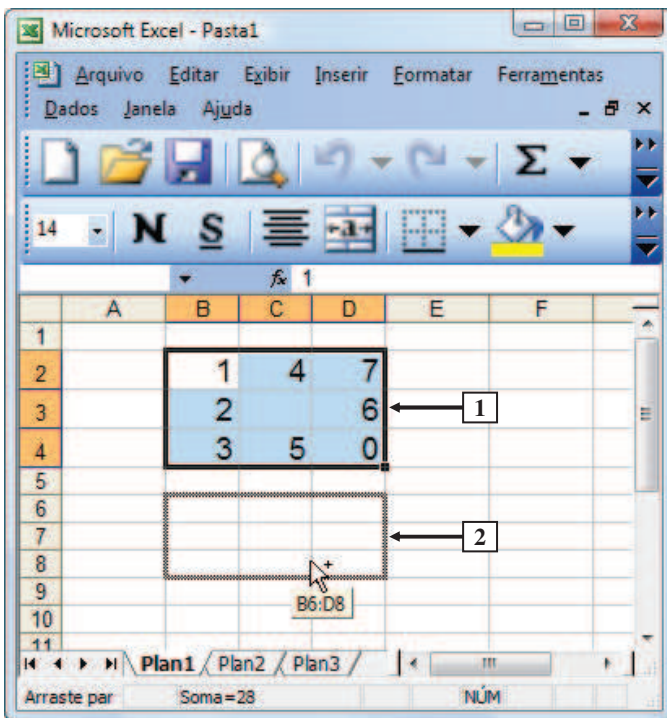 Microsoft Excel - Pasta1
Arquivo Editar Exibir Inserir Formatar Ferramentas
Dados Janela Ajuda
14 N S a
fx 1
A B C D E F
1
2 1 4 7
3 2 6 1
4 3 5 0
5
6
7 2
8
9 B6:D8
10
11
Plan1 Plan2 Plan3
Arraste par Soma=28 NÚM